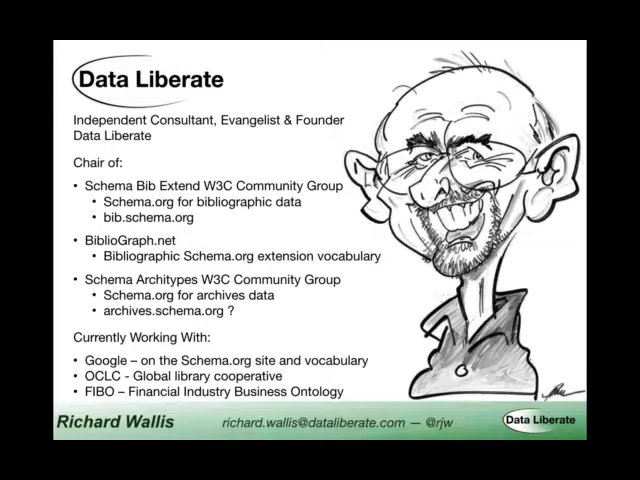 Data Liberate
Independent Consultant, Evangelist & Founder
Data Liberate
Chair of:
• Schema Bib Extend W3C Community Group
• Schema.org for bibliographic data
• bib.schema.org
• BiblioGraph.net
• Bibliographic Schema.org extension vocabulary
• Schema Architypes W3C Community Group
• Schema.org for archives data
• archives.schema.org ?
Currently Working With:
• Google – on the Schema.org site and vocabulary
• OCLC - Global library cooperative
• FIBO – Financial Industry Business Ontology
Richard Wallis
richard.wallis@dataliberate.com — @rjw
Data Liberate